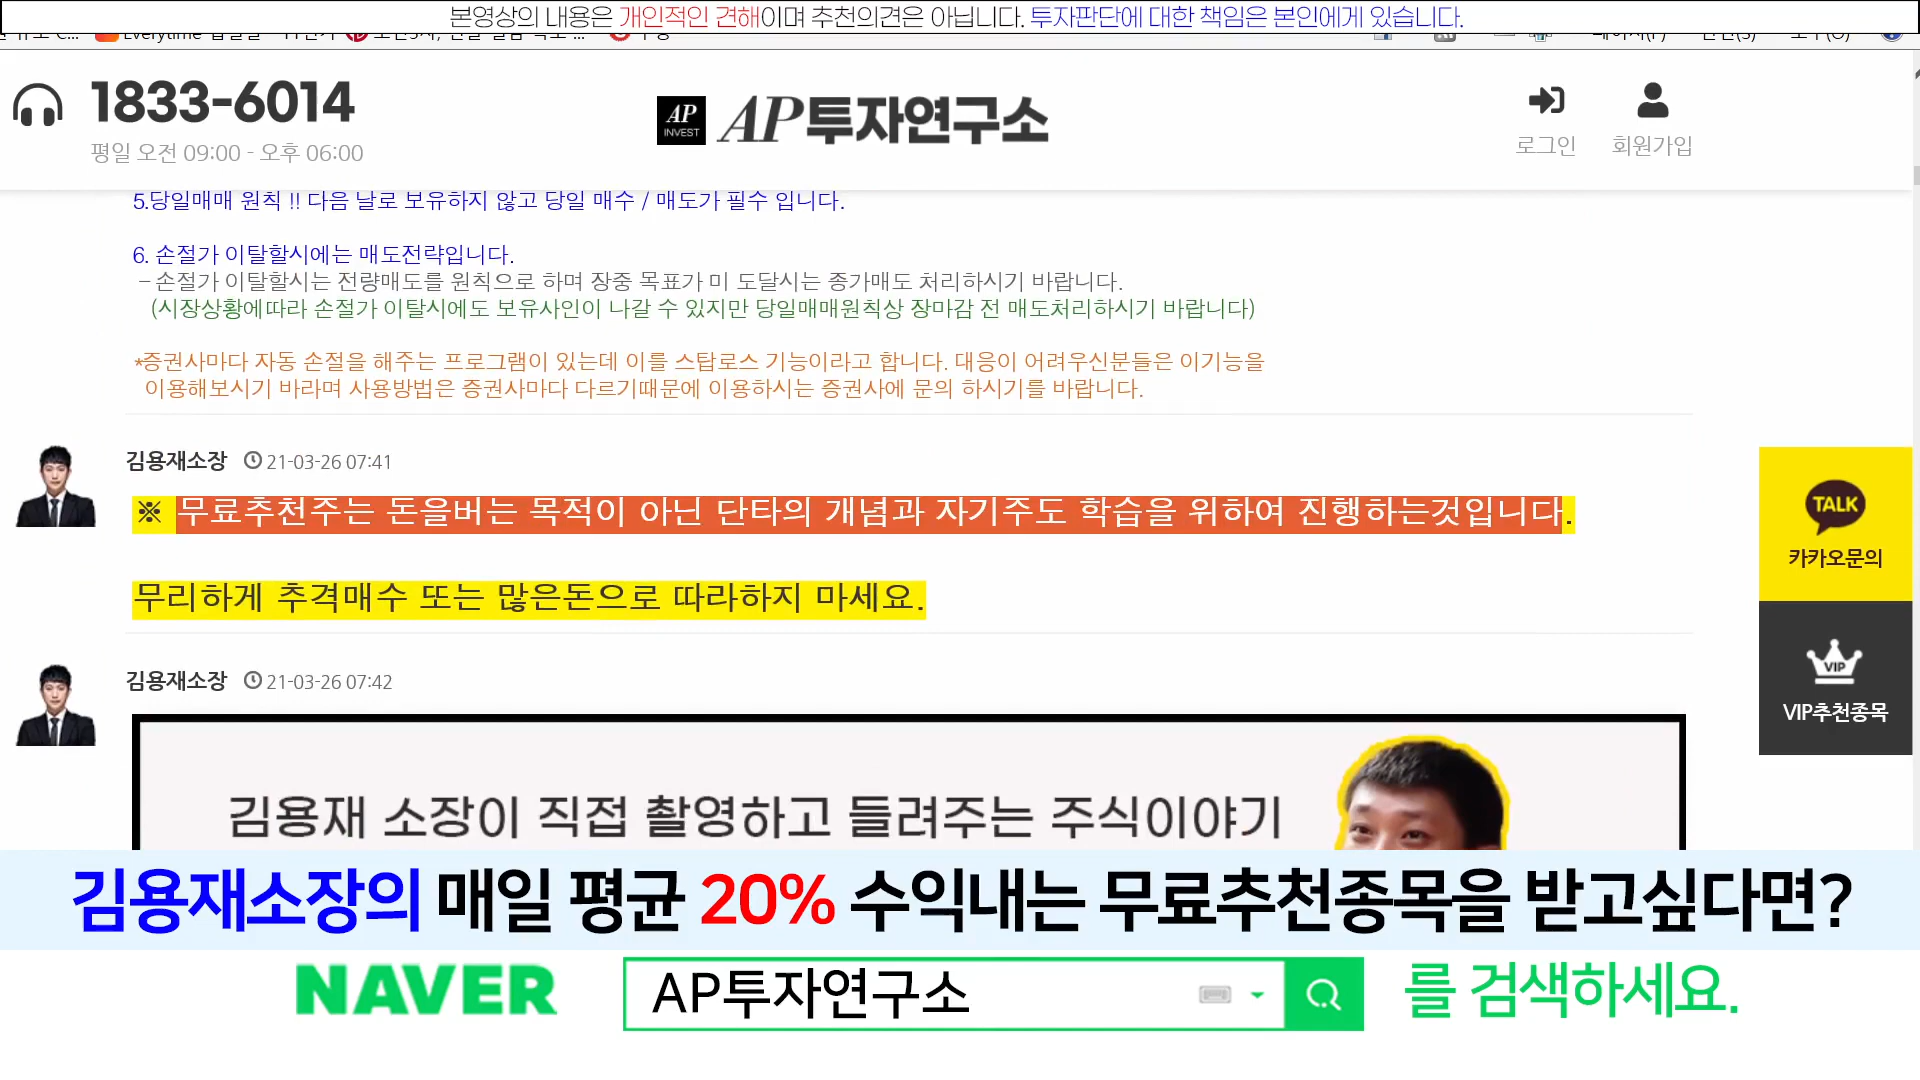 본영상의 내용은 개인적인 견해이며 추천의견은 아닙니다. 투자판단에 대한 책임은 본인에게 있습니다.
1833-6014
평일 오전 09:00 - 오후 06:00
AP
INVEST
AP투자연구소
로그인
회원가입
5.당일매매 원칙 !! 다음 날로 보유하지 않고 당일 매수 / 매도가 필수 입니다.
6. 손절가 이탈할시에는 매도전략입니다.
- 손절가 이탈할시는 전량매도를 원칙으로 하며 장중 목표가 미 도달시는 종가매도 처리하시기 바랍니다.
(시장상황에따라 손절가 이탈시에도 보유사인이 나갈 수 있지만 당일매매원칙상 장마감 전 매도처리하시기 바랍니다)
*증권사마다 자동 손절을 해주는 프로그램이 있는데 이를 스탑로스 기능이라고 합니다. 대응이 어려우신분들은 이기능을
이용해보시기 바라며 사용방법은 증권사마다 다르기때문에 이용하시는 증권사에 문의 하시기를 바랍니다.
김용재소장 21-03-26 07:41
※ 무료추천주는 돈을버는 목적이 아닌 단타의 개념과 자기주도 학습을 위하여 진행하는것입니다.
무리하게 추격매수 또는 많은돈으로 따라하지 마세요.
TALK
카카오문의
김용재소장 21-03-26 07:42
VIP
VIP추천종목
김용재 소장이 직접 촬영하고 들려주는 주식이야기
김용재소장의 매일 평균 20% 수익내는 무료추천종목을 받고싶다면?
NAVER
AP투자연구소
를 검색하세요.